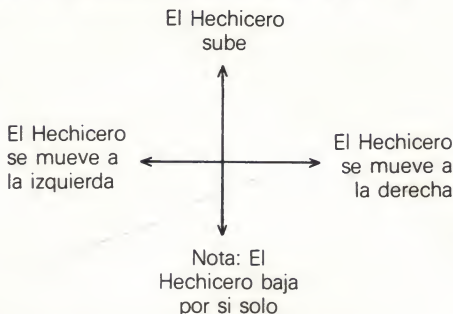 El Hechicero
sube
El Hechicero
se mueve a
la izquierda
El Hechicero
se mueve a
la derecha
Nota: El
Hechicero baja
por si solo